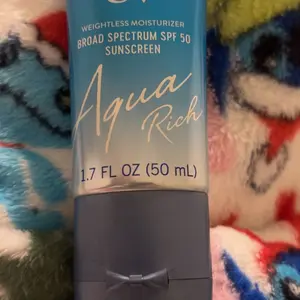 WEIGHTLESS MOISTURIZER
BROAD SPECTRUM SPF 50
SUNSCREEN
Aqua
Rich
1.7 FL OZ (50 mL)